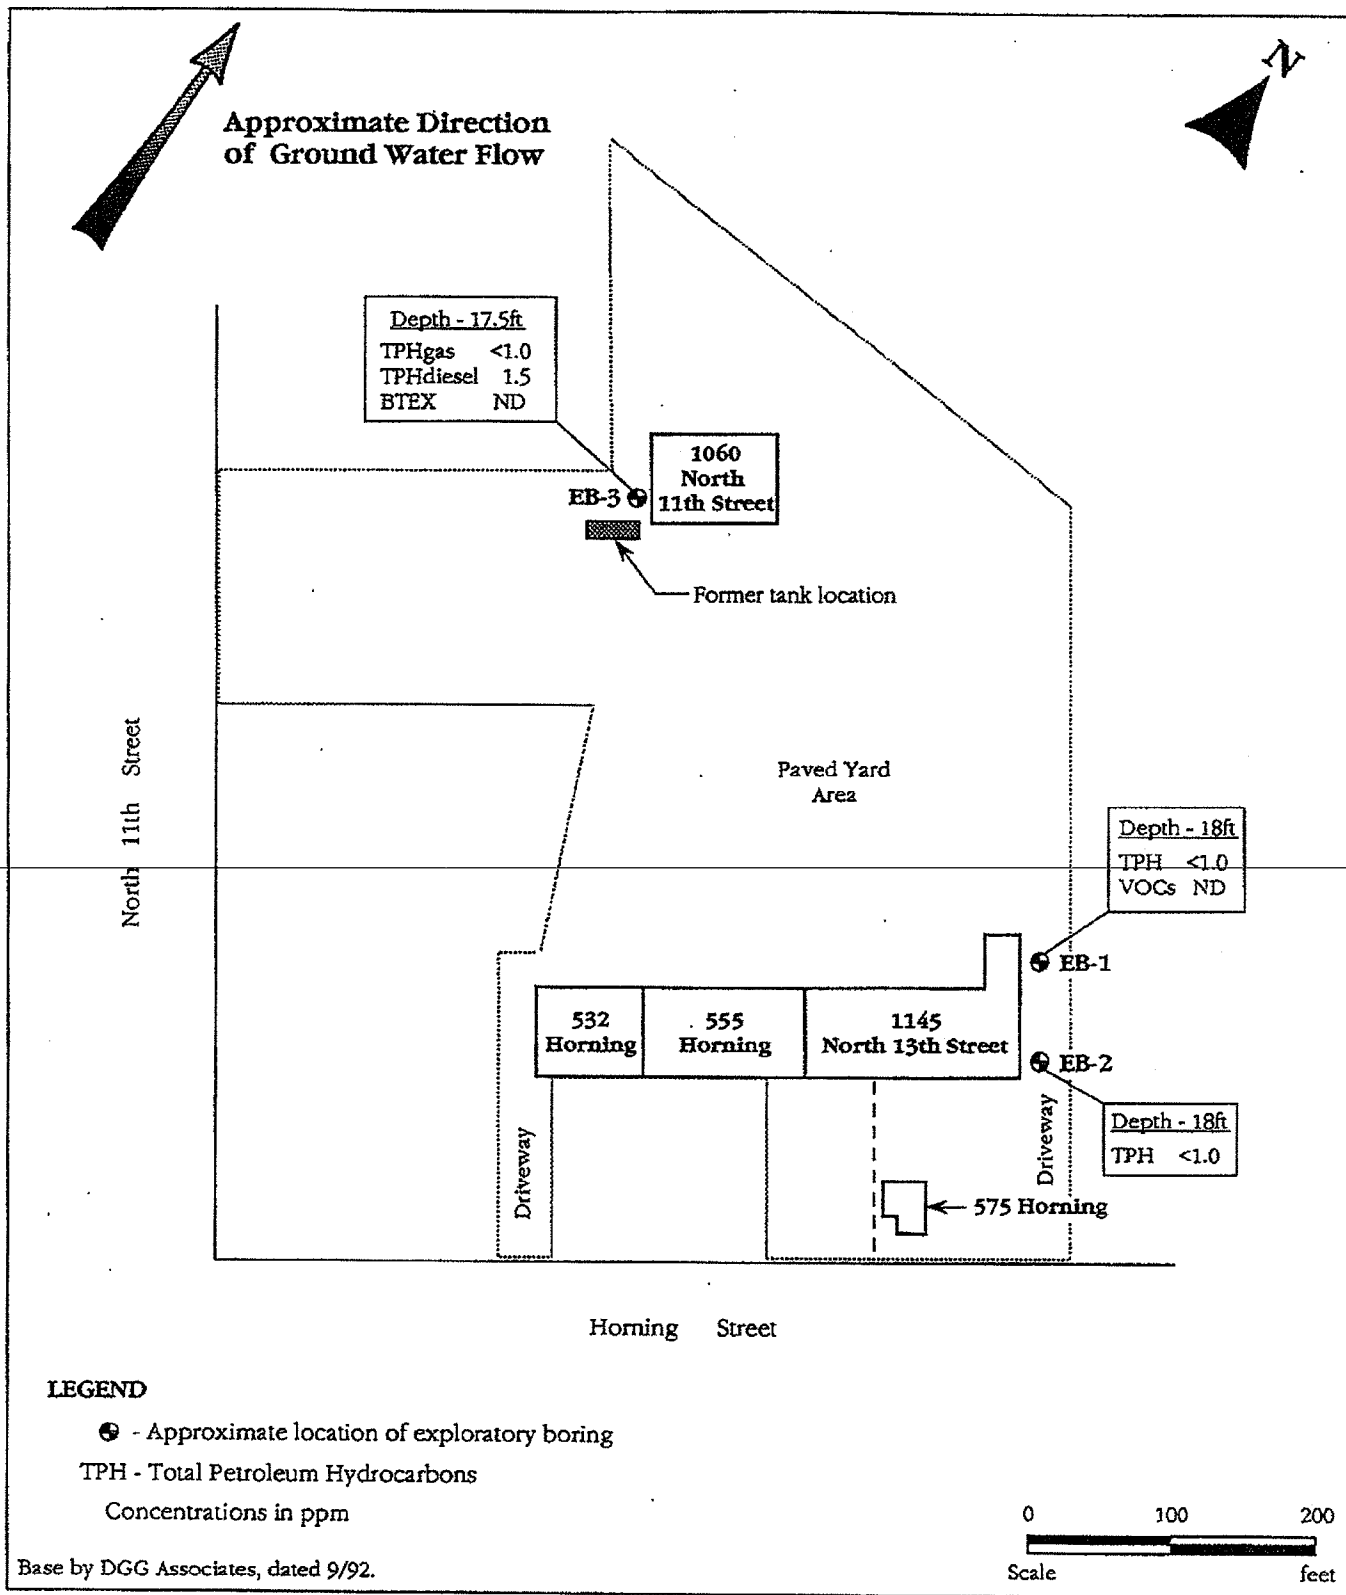 N
Approximate Direction
of Ground Water Flow
Depth - 17.5ft
TPHgas <1.0
TPHdiesel 1.5
BTEX ND
1060
North
11th Street
EB-3
Former tank location
North 11th Street
Paved Yard
Area
Depth - 18ft
TPH <1.0
VOCs ND
EB-1
532
Horning
555
Horning
1145
North 13th Street
EB-2
Depth - 18ft
TPH <1.0
Driveway
Driveway
575 Horning
Horning Street
LEGEND
- Approximate location of exploratory boring
TPH - Total Petroleum Hydrocarbons
Concentrations in ppm
0 100 200
Scale feet
Base by DGG Associates, dated 9/92.